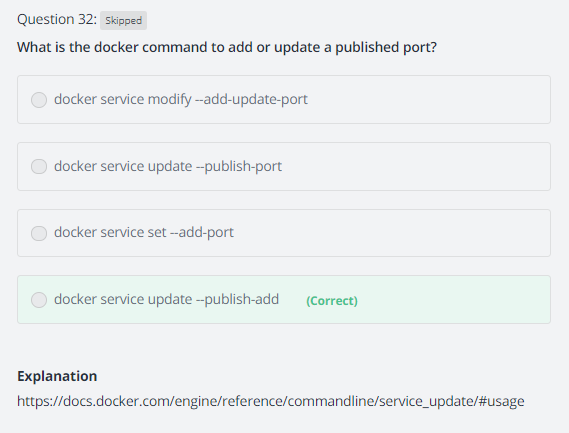 Question 32: Skipped
What is the docker command to add or update a published port?
docker service modify --add-update-port
docker service update --publish-port
docker service set --add-port
docker service update --publish-add (Correct)
Explanation
https://docs.docker.com/engine/reference/commandline/service_update/#usage